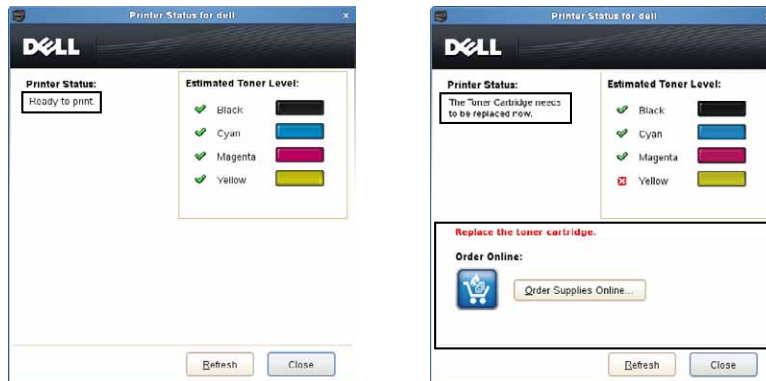 Printer Status for dell
x
DELL
Printer Status:
Ready to print.
Estimated Toner Level:
Black
Cyan
Magenta
Yellow
Refresh
Close
Printer Status for dell
DELL
Printer Status:
The Toner Cartridge needs
to be replaced now.
Estimated Toner Level:
Black
Cyan
Magenta
Yellow
Replace the toner cartridge.
Order Online:
Order Supplies Online...
Refresh
Close